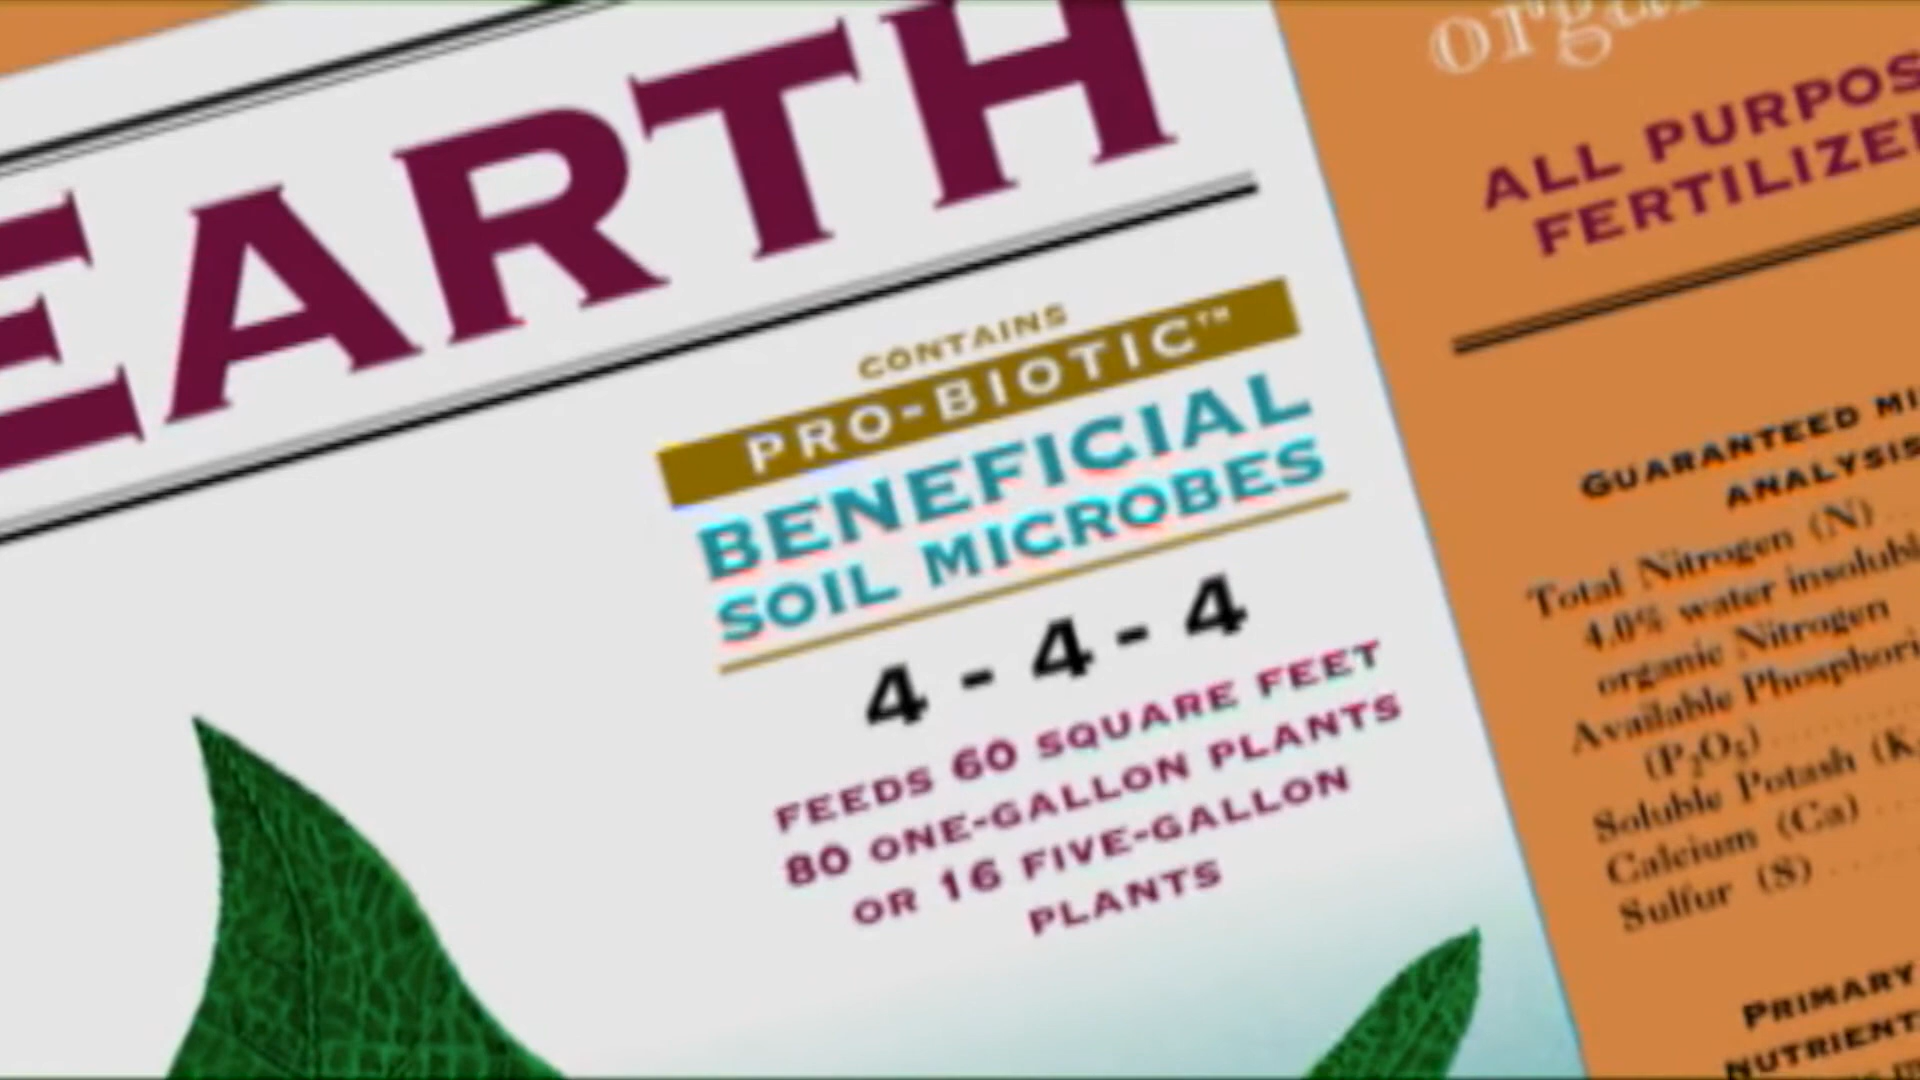 EARTH
CONTAINS
PRO-BIOTIC™
BENEFICIAL
SOIL MICROBES
4-4-4
FEEDS 60 SQUARE FEET
80 ONE-GALLON PLANTS
OR 16 FIVE-GALLON
PLANTS
ALL PURPOS
FERTILIZE
GUARANTEED MI
ANALYSIS
Total Nitrogen (N)
4.0% water insolubl
organic Nitrogen
Available Phosphori
(P₂O₅)
Soluble Potash (K₂
Calcium (Ca)
Sulfur (S)
PRIMARY
NUTRIENT